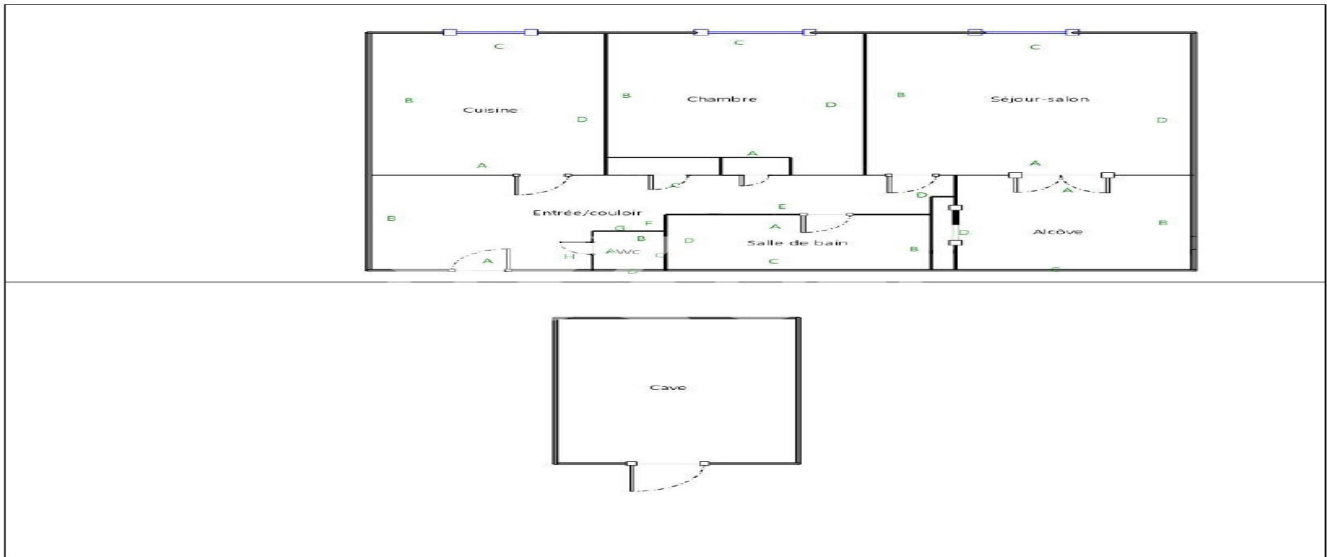 C
C
C
B
B
B
Chambre
Séjour-salon
D
Cuisine
D
D
A
A
A
C
A
B
D
E
Entrée/couloir
F
B
G
A
Alcôve
D
B
D
Salle de bain
B
A
Wc
C
H
A
C
D
C
Cave